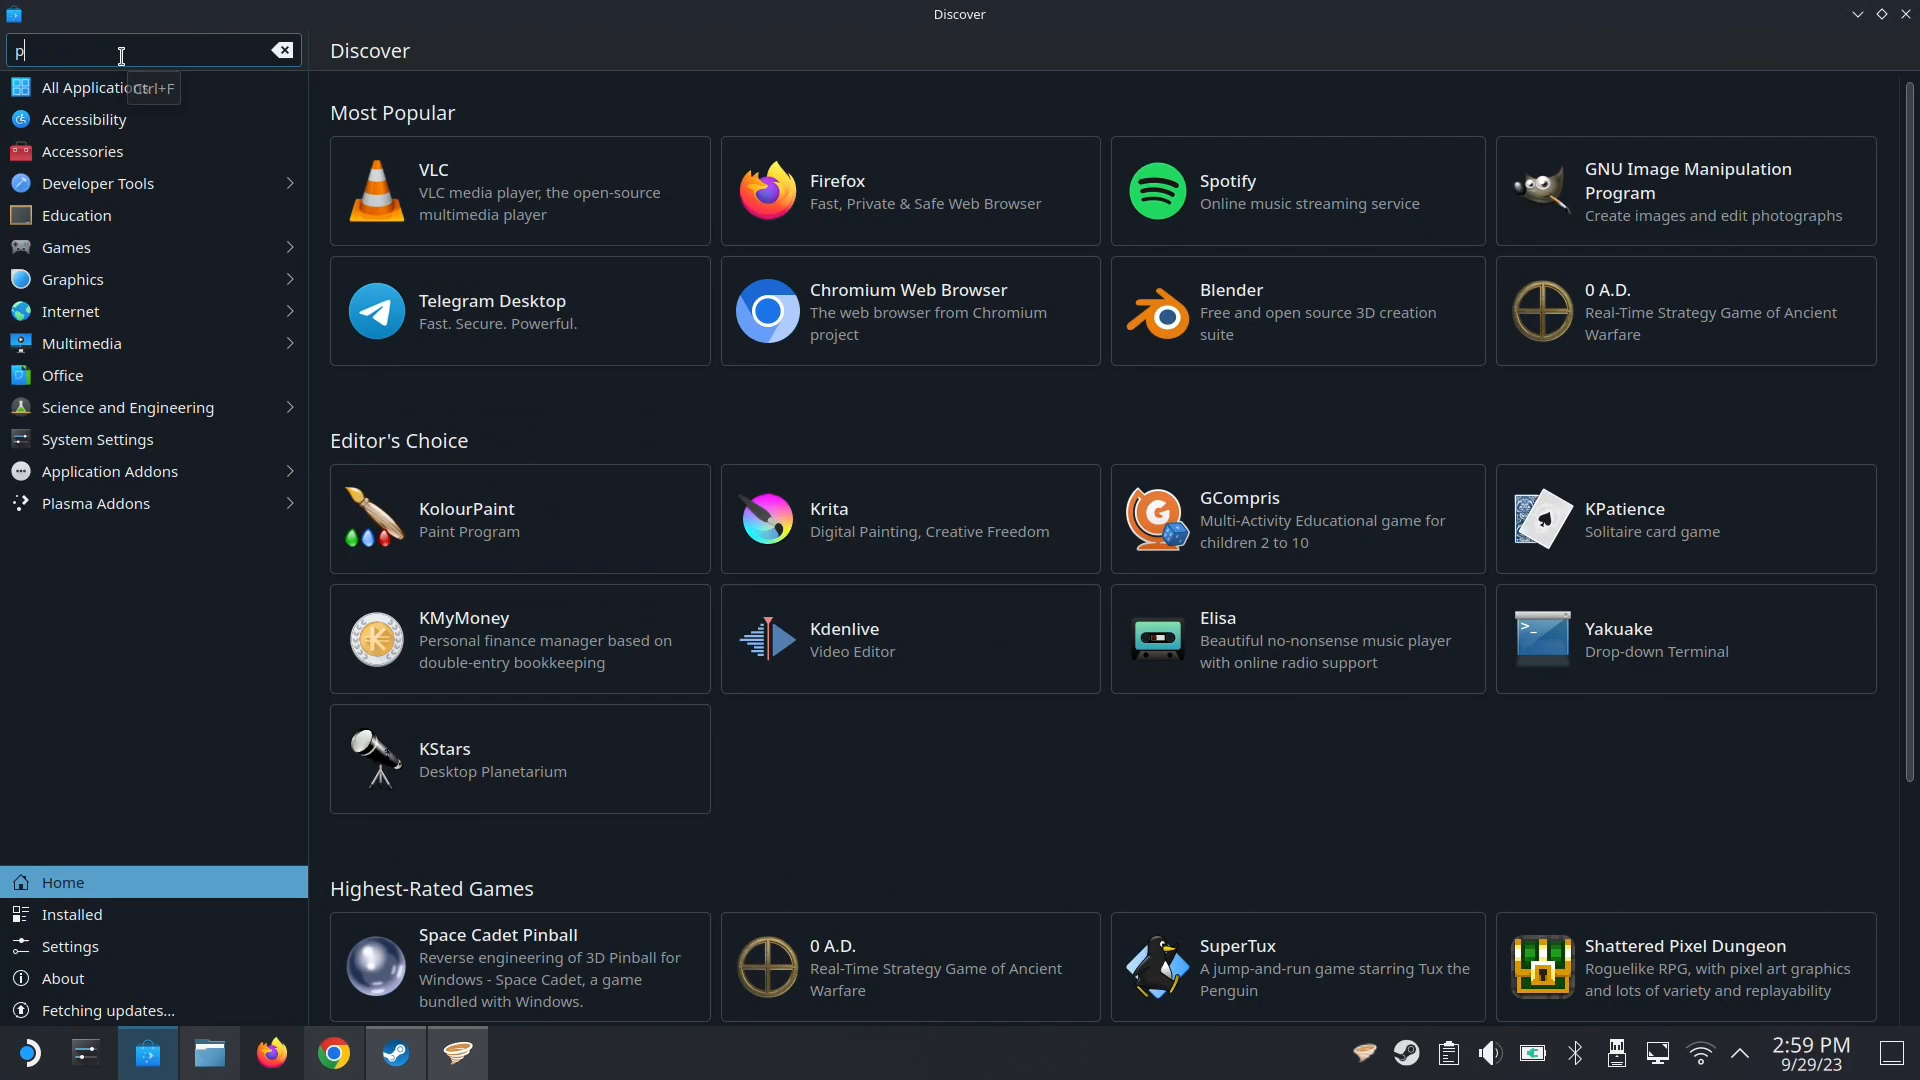 Discover
p
Discover
All Applications
Ctrl+F
Accessibility
Accessories
Developer Tools
Education
Games
Graphics
Internet
Multimedia
Office
Science and Engineering
System Settings
Application Addons
Plasma Addons
Home
Installed
Settings
About
Fetching updates...
Most Popular
VLC
VLC media player, the open-source
multimedia player
Firefox
Fast, Private & Safe Web Browser
Spotify
Online music streaming service
GNU Image Manipulation
Program
Create images and edit photographs
Telegram Desktop
Fast. Secure. Powerful.
Chromium Web Browser
The web browser from Chromium
project
Blender
Free and open source 3D creation
suite
0 A.D.
Real-Time Strategy Game of Ancient
Warfare
Editor's Choice
KolourPaint
Paint Program
Krita
Digital Painting, Creative Freedom
GCompris
Multi-Activity Educational game for
children 2 to 10
KPatience
Solitaire card game
KMyMoney
Personal finance manager based on
double-entry bookkeeping
Kdenlive
Video Editor
Elisa
Beautiful no-nonsense music player
with online radio support
Yakuake
Drop-down Terminal
KStars
Desktop Planetarium
Highest-Rated Games
Space Cadet Pinball
Reverse engineering of 3D Pinball for
Windows - Space Cadet, a game
bundled with Windows.
0 A.D.
Real-Time Strategy Game of Ancient
Warfare
SuperTux
A jump-and-run game starring Tux the
Penguin
Shattered Pixel Dungeon
Roguelike RPG, with pixel art graphics
and lots of variety and replayability
2:59 PM
9/29/23